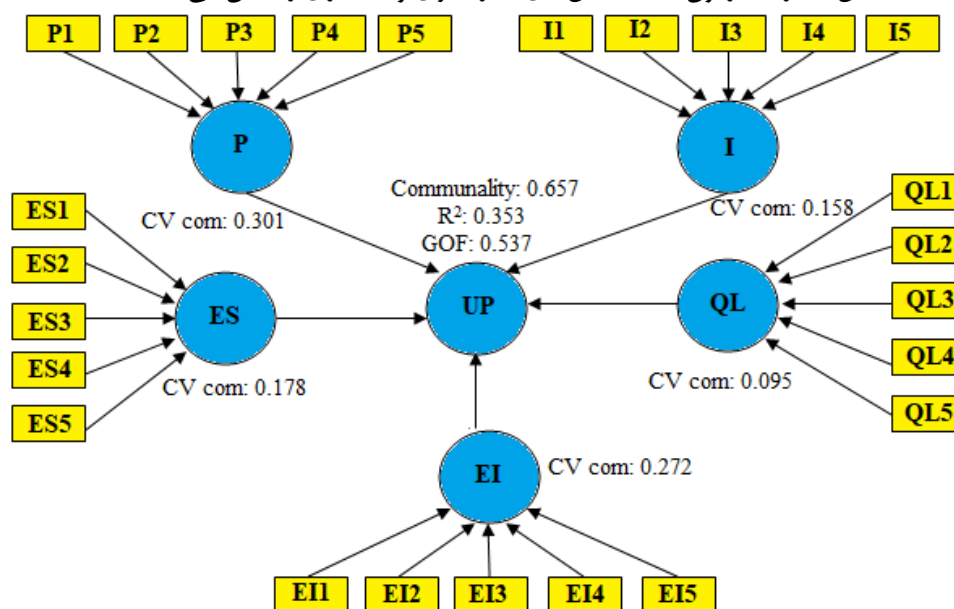 P1 P2 P3 P4 P5
I1 I2 I3 I4 I5
P
I
Communality: 0.657
R²: 0.353
GOF: 0.537
CV com: 0.301
CV com: 0.158
ES1
ES2
ES3
ES4
ES5
ES
UP
QL
QL1
QL2
QL3
QL4
QL5
CV com: 0.178
CV com: 0.095
EI
CV com: 0.272
EI1 EI2 EI3 EI4 EI5